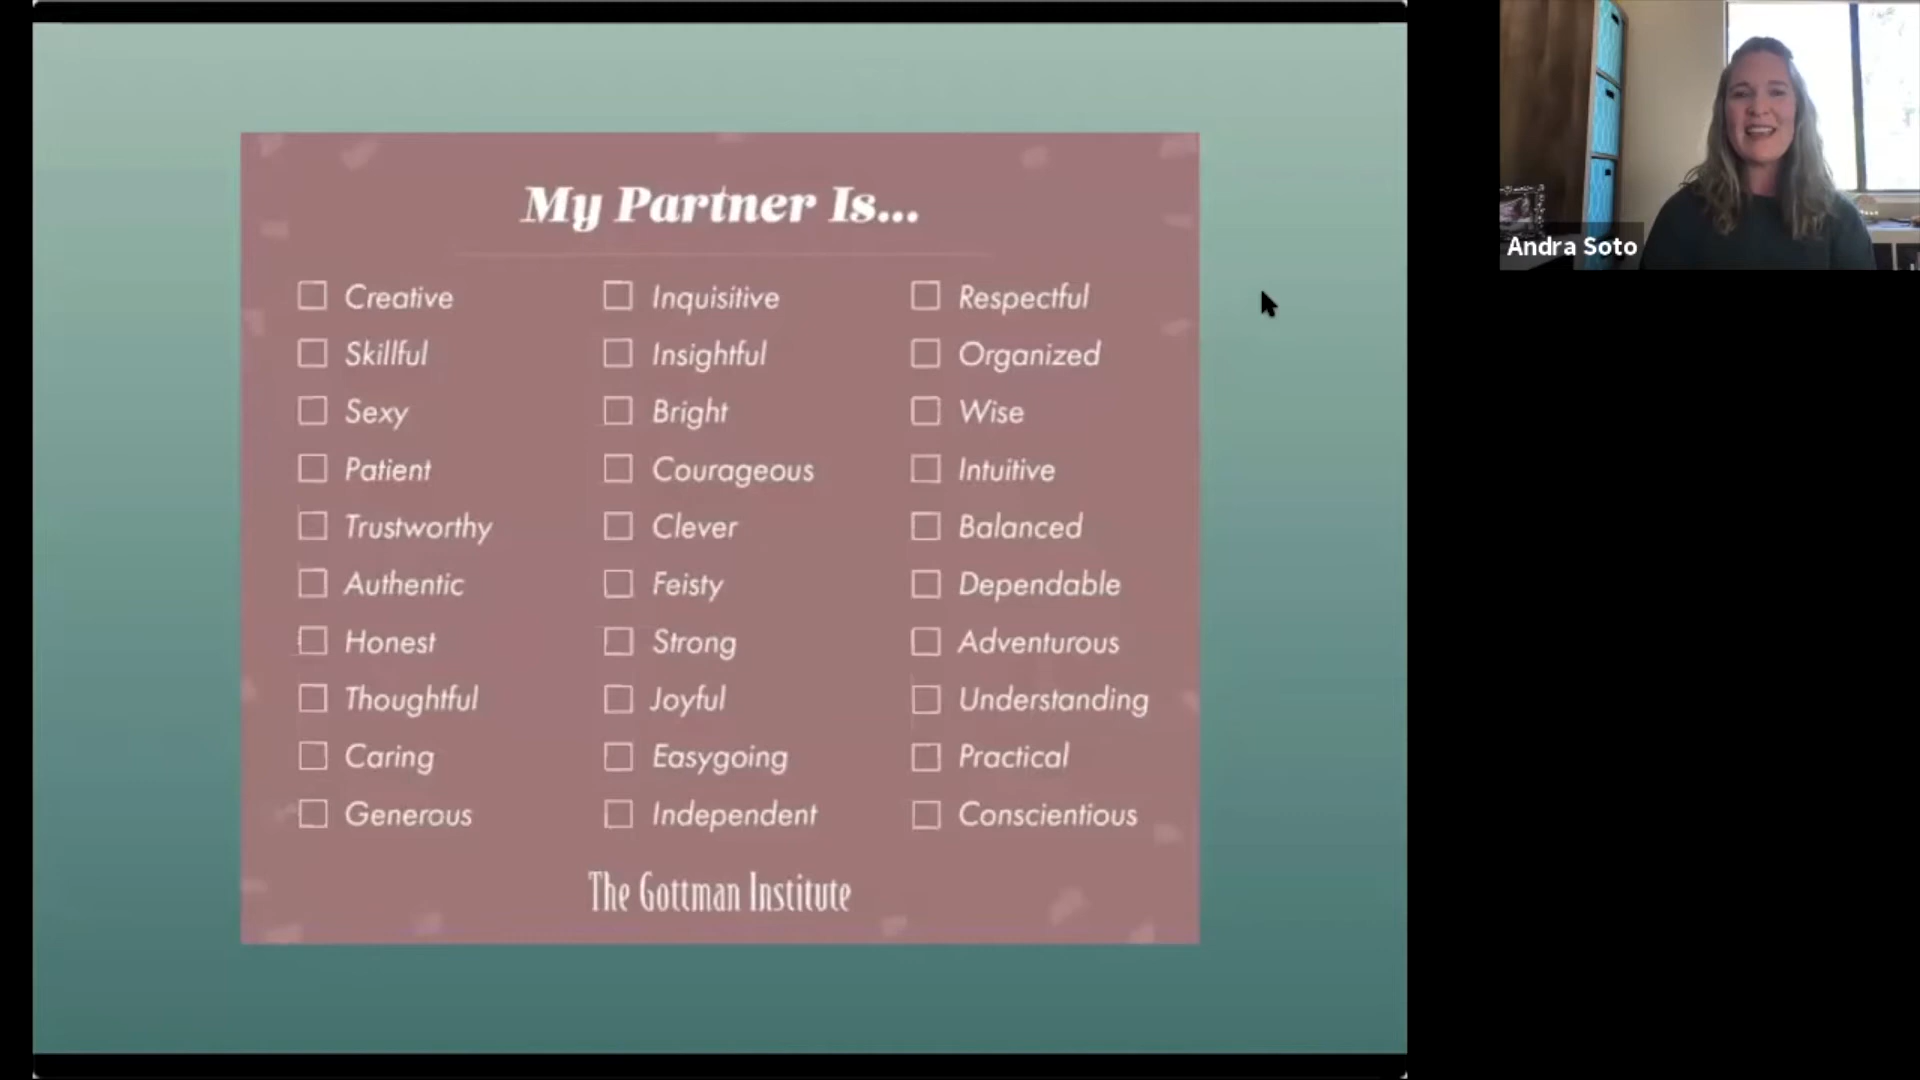 My Partner Is...
Creative
Skillful
Sexy
Patient
Trustworthy
Authentic
Honest
Thoughtful
Caring
Generous
Inquisitive
Insightful
Bright
Courageous
Clever
Feisty
Strong
Joyful
Easygoing
Independent
Respectful
Organized
Wise
Intuitive
Balanced
Dependable
Adventurous
Understanding
Practical
Conscientious
The Gottman Institute
Andra Soto